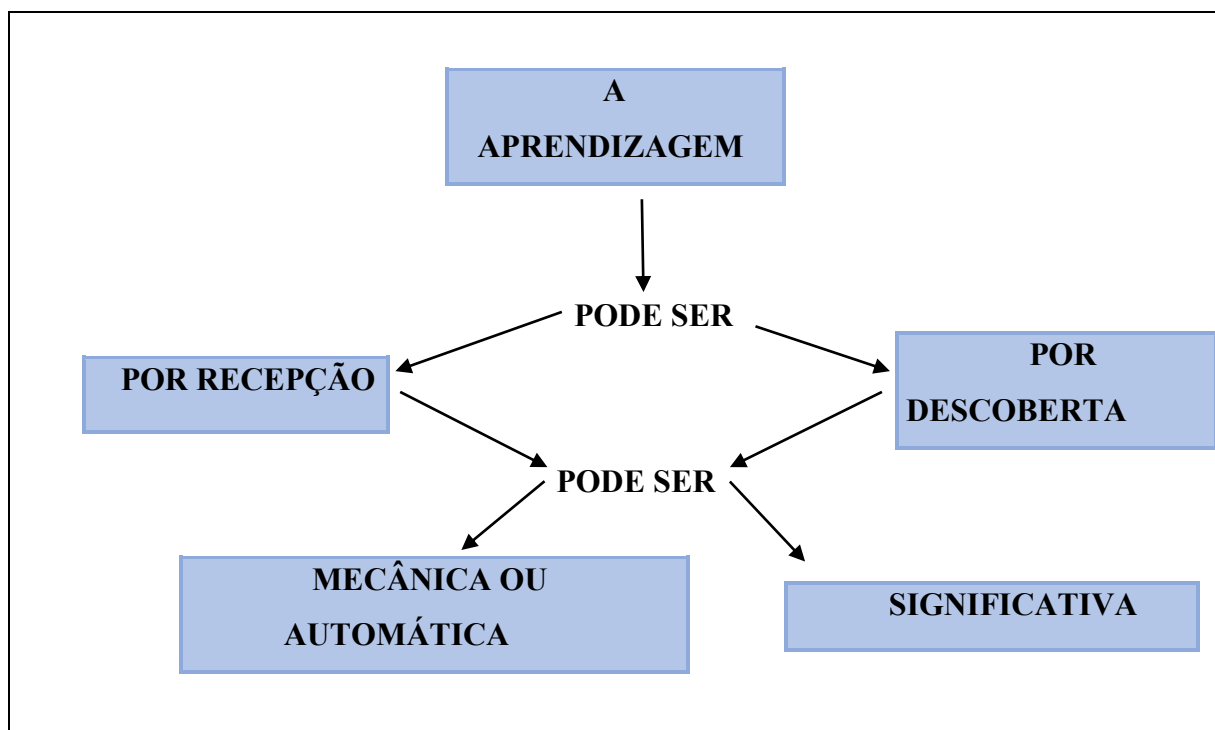 A
APRENDIZAGEM
PODE SER
POR RECEPÇÃO
POR
DESCOBERTA
PODE SER
MECÂNICA OU
AUTOMÁTICA
SIGNIFICATIVA